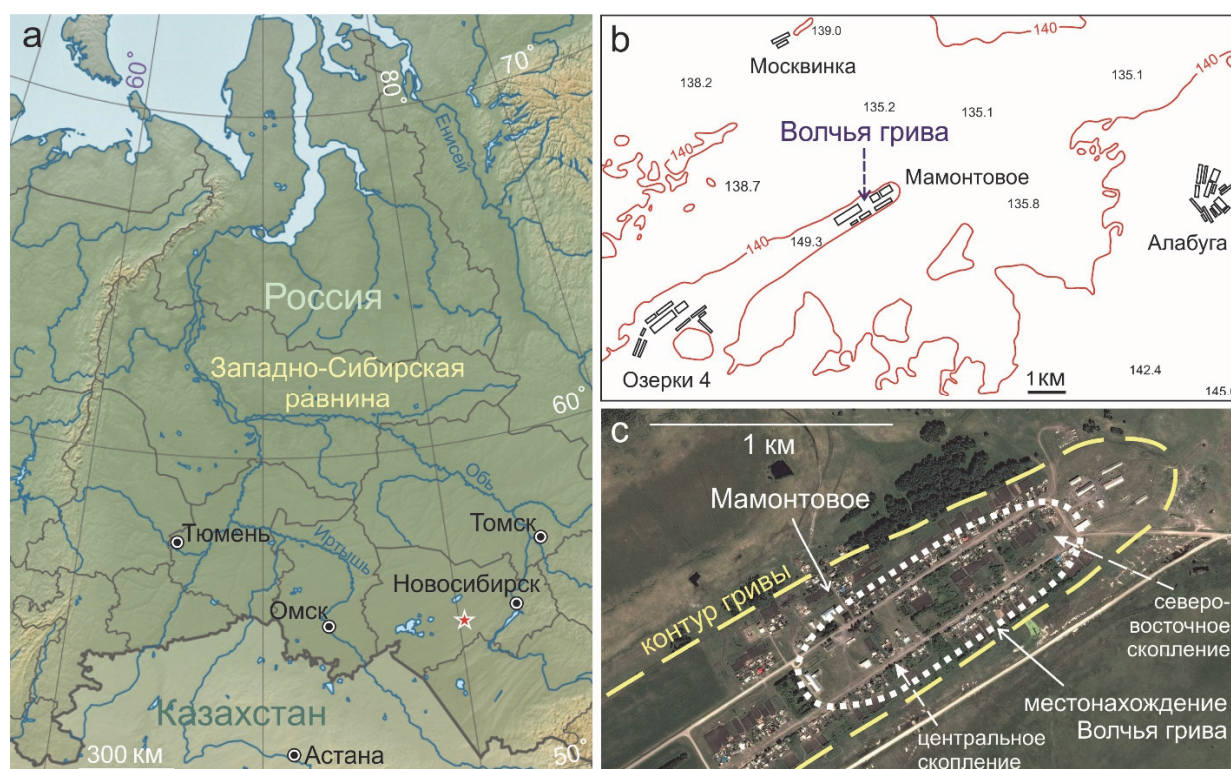 a
60°
80°
70°
Енисей
Россия
Западно-Сибирская
равнина
60°
Обь
Томск
Тюмень
Иртышь
Новосибирск
Омск
Казахстан
300 км
Астана
50°
b
139.0
Москвинка
140
138.2
135.1
135.2
135.1
Волчья грива
140
140
Мамонтовое
138.7
135.8
140
149.3
Алабуга
Озерки 4
1км
142.4
c
1 км
Мамонтовое
контур гривы
северо-
восточное
скопление
местонахождение
Волчья грива
центральное
скопление